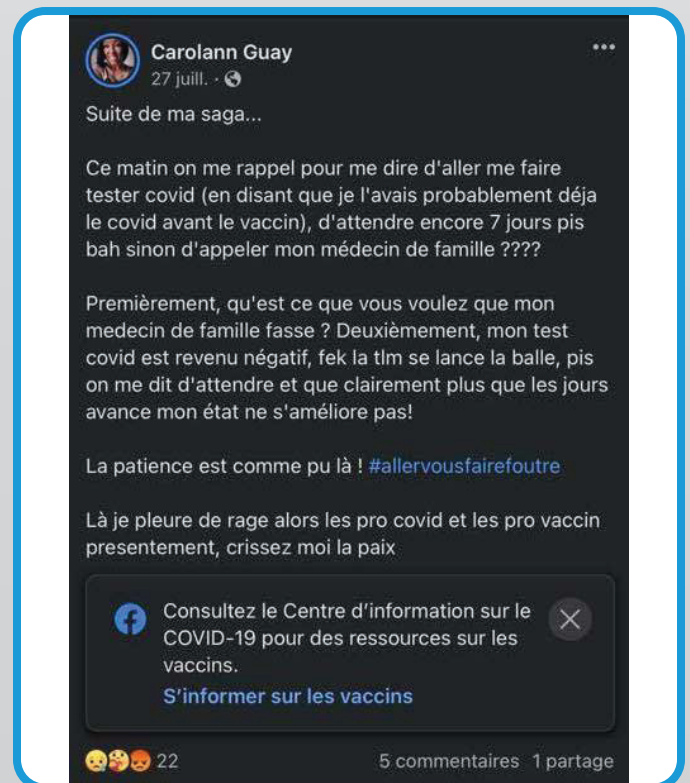 Carolann Guay
27 juill.
Suite de ma saga...
Ce matin on me rappel pour me dire d'aller me faire
tester covid (en disant que je l'avais probablement déja
le covid avant le vaccin), d'attendre encore 7 jours pis
bah sinon d'appeler mon médecin de famille ????
Premièrement, qu'est ce que vous voulez que mon
medecin de famille fasse ? Deuxièmement, mon test
covid est revenu négatif, fek la tlm se lance la balle, pis
on me dit d'attendre et que clairement plus que les jours
avance mon état ne s'améliore pas!
La patience est comme pu là ! #allervousfairefoutre
Là je pleure de rage alors les pro covid et les pro vaccin
presentement, crissez moi la paix
Consultez le Centre d'information sur le
COVID-19 pour des ressources sur les
vaccins.
S'informer sur les vaccins
22 5 commentaires 1 partage